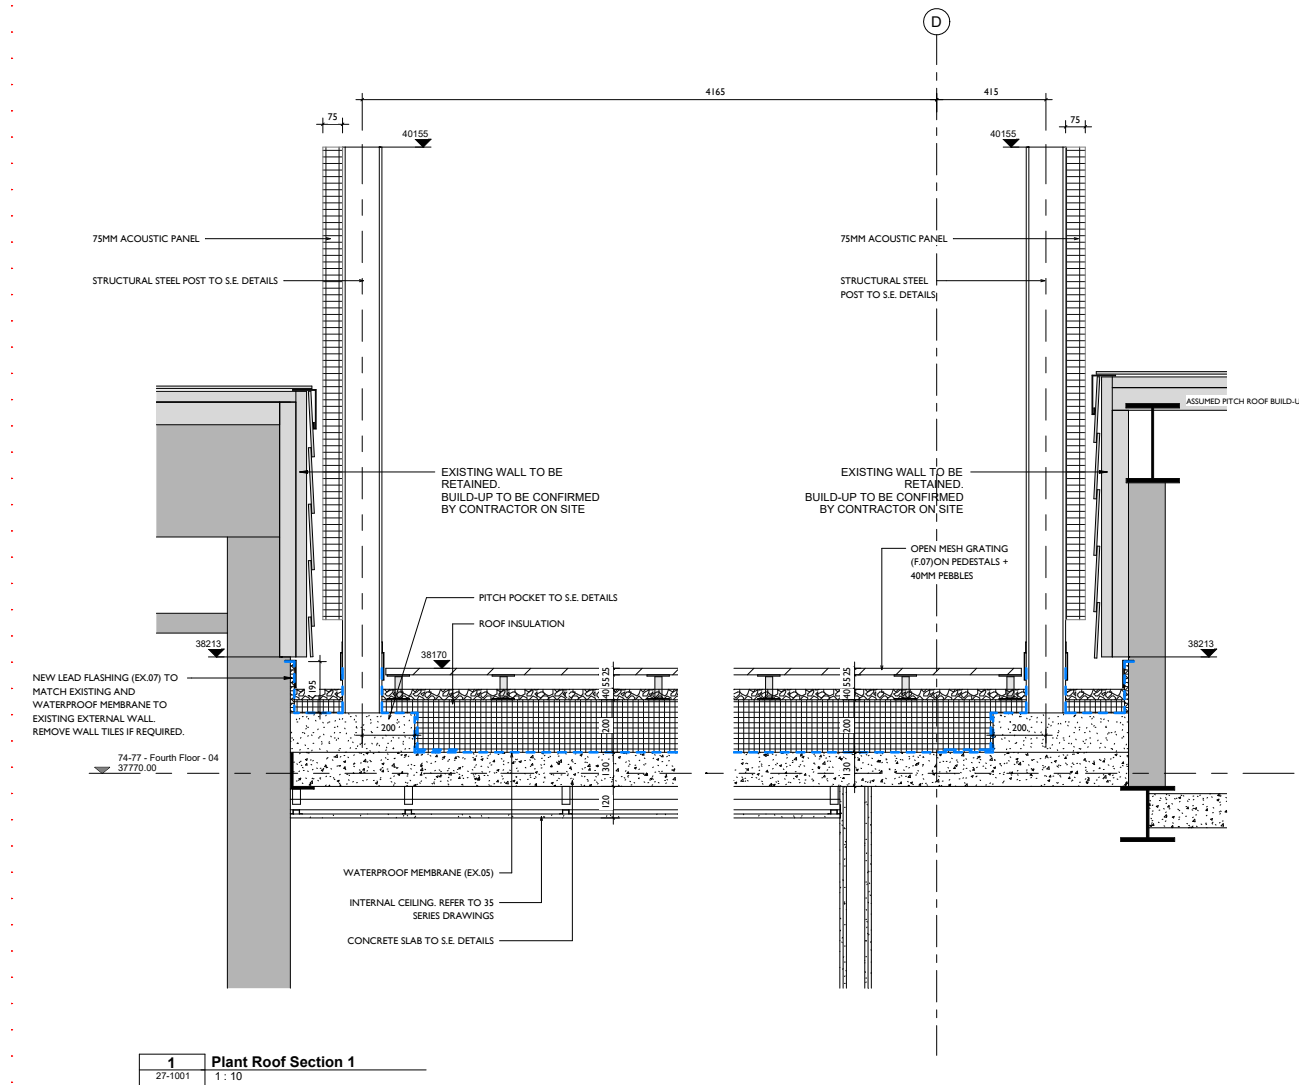 D
4165
415
75
75
40155
40155
75MM ACOUSTIC PANEL
75MM ACOUSTIC PANEL
STRUCTURAL STEEL POST TO S.E. DETAILS
STRUCTURAL STEEL
POST TO S.E. DETAILS
ASSUMED PITCH ROOF BUILD-U
EXISTING WALL TO BE
RETAINED.
BUILD-UP TO BE CONFIRMED
BY CONTRACTOR ON SITE
EXISTING WALL TO BE
RETAINED.
BUILD-UP TO BE CONFIRMED
BY CONTRACTOR ON SITE
OPEN MESH GRATING
(F.07)ON PEDESTALS +
40MM PEBBLES
PITCH POCKET TO S.E. DETAILS
ROOF INSULATION
38213
38170
38213
NEW LEAD FLASHING (EX.07) TO
MATCH EXISTING AND
WATERPROOF MEMBRANE TO
EXISTING EXTERNAL WALL.
REMOVE WALL TILES IF REQUIRED.
195
25
55
40
200
130
120
25
55
40
200
130
200
200
74-77 - Fourth Floor - 04
37770.00
WATERPROOF MEMBRANE (EX.05)
INTERNAL CEILING. REFER TO 35
SERIES DRAWINGS
CONCRETE SLAB TO S.E. DETAILS
1
Plant Roof Section 1
27-1001
1 : 10